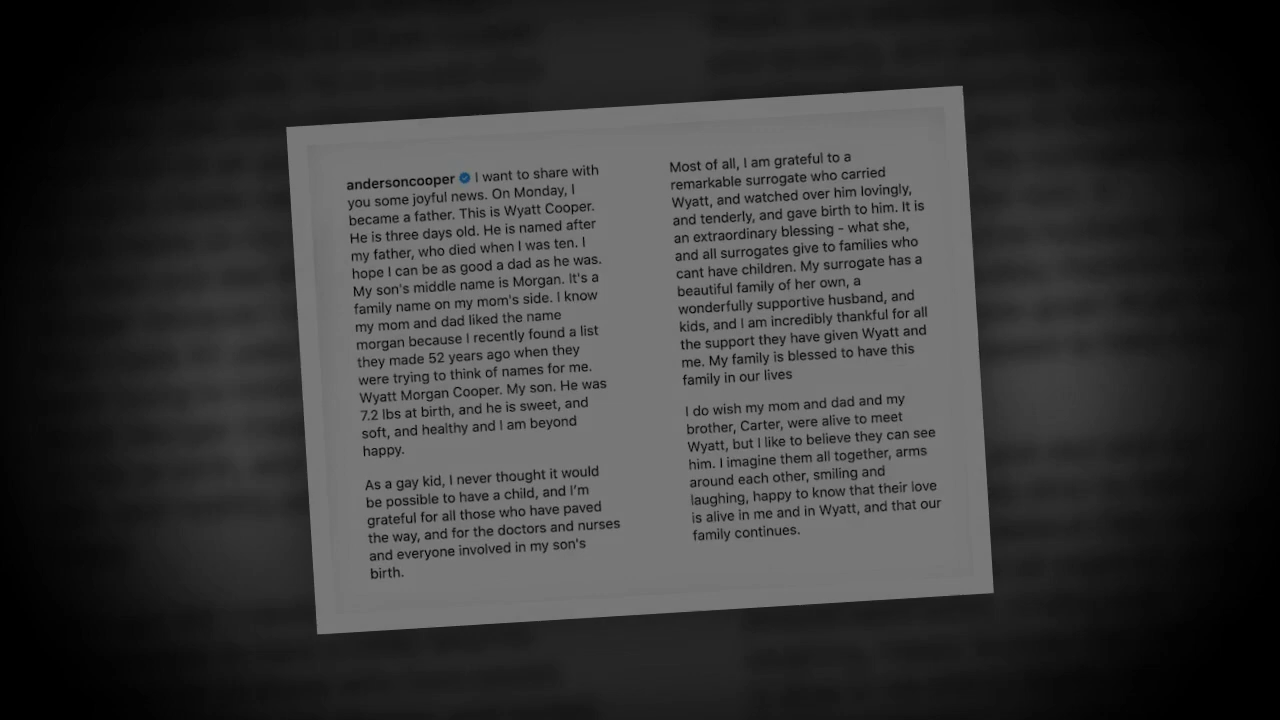 andersoncooper I want to share with
you some joyful news. On Monday, I
became a father. This is Wyatt Cooper.
He is three days old. He is named after
my father, who died when I was ten. I
hope I can be as good a dad as he was.
My son's middle name is Morgan. It's a
family name on my mom's side. I know
my mom and dad liked the name
morgan because I recently found a list
they made 52 years ago when they
were trying to think of names for me.
Wyatt Morgan Cooper. My son. He was
7.2 lbs at birth, and he is sweet, and
soft, and healthy and I am beyond
happy.
As a gay kid, I never thought it would
be possible to have a child, and I'm
grateful for all those who have paved
the way, and for the doctors and nurses
and everyone involved in my son's
birth.
Most of all, I am grateful to a
remarkable surrogate who carried
Wyatt, and watched over him lovingly,
and tenderly, and gave birth to him. It is
an extraordinary blessing - what she,
and all surrogates give to families who
cant have children. My surrogate has a
beautiful family of her own, a
wonderfully supportive husband, and
kids, and I am incredibly thankful for all
the support they have given Wyatt and
me. My family is blessed to have this
family in our lives
I do wish my mom and dad and my
brother, Carter, were alive to meet
Wyatt, but I like to believe they can see
him. I imagine them all together, arms
around each other, smiling and
laughing, happy to know that their love
is alive in me and in Wyatt, and that our
family continues.